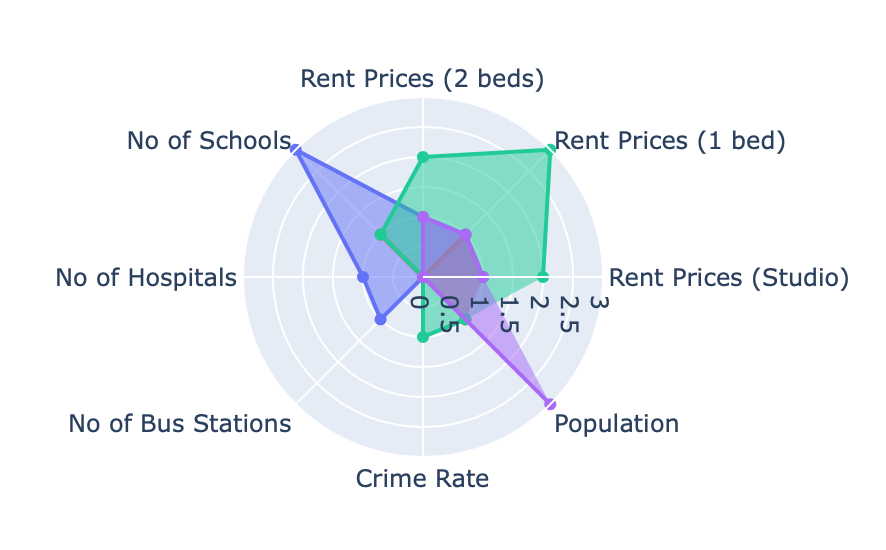 Rent Prices (2 beds)
No of Schools
Rent Prices (1 bed)
No of Hospitals
Rent Prices (Studio)
0
0.5
1
1.5
2
2.5
3
No of Bus Stations
Population
Crime Rate